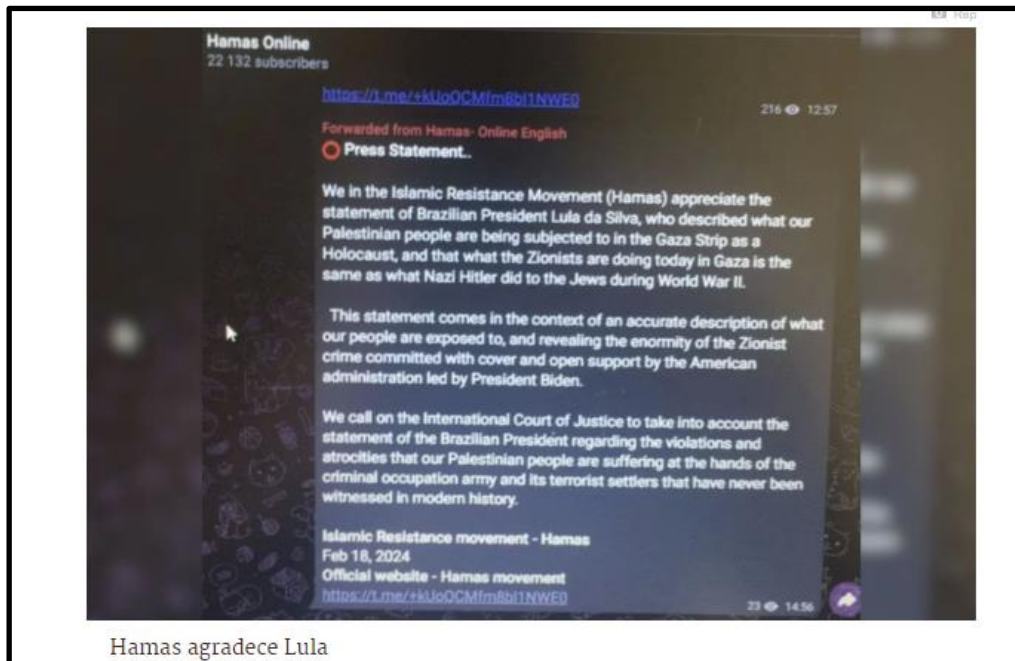 Rep
Hamas Online
22 132 subscribers
216 12:57
Forwarded from Hamas- Online English
Press Statement..
We in the Islamic Resistance Movement (Hamas) appreciate the
statement of Brazilian President Lula da Silva, who described what our
Palestinian people are being subjected to in the Gaza Strip as a
Holocaust, and that what the Zionists are doing today in Gaza is the
same as what Nazi Hitler did to the Jews during World War II.
This statement comes in the context of an accurate description of what
our people are exposed to, and revealing the enormity of the Zionist
crime committed with cover and open support by the American
administration led by President Biden.
We call on the International Court of Justice to take into account the
statement of the Brazilian President regarding the violations and
atrocities that our Palestinian people are suffering at the hands of the
criminal occupation army and its terrorist settlers that have never been
witnessed in modern history.
Islamic Resistance movement - Hamas
Feb 18, 2024
Official website - Hamas movement
23 14:56
Hamas agradece Lula